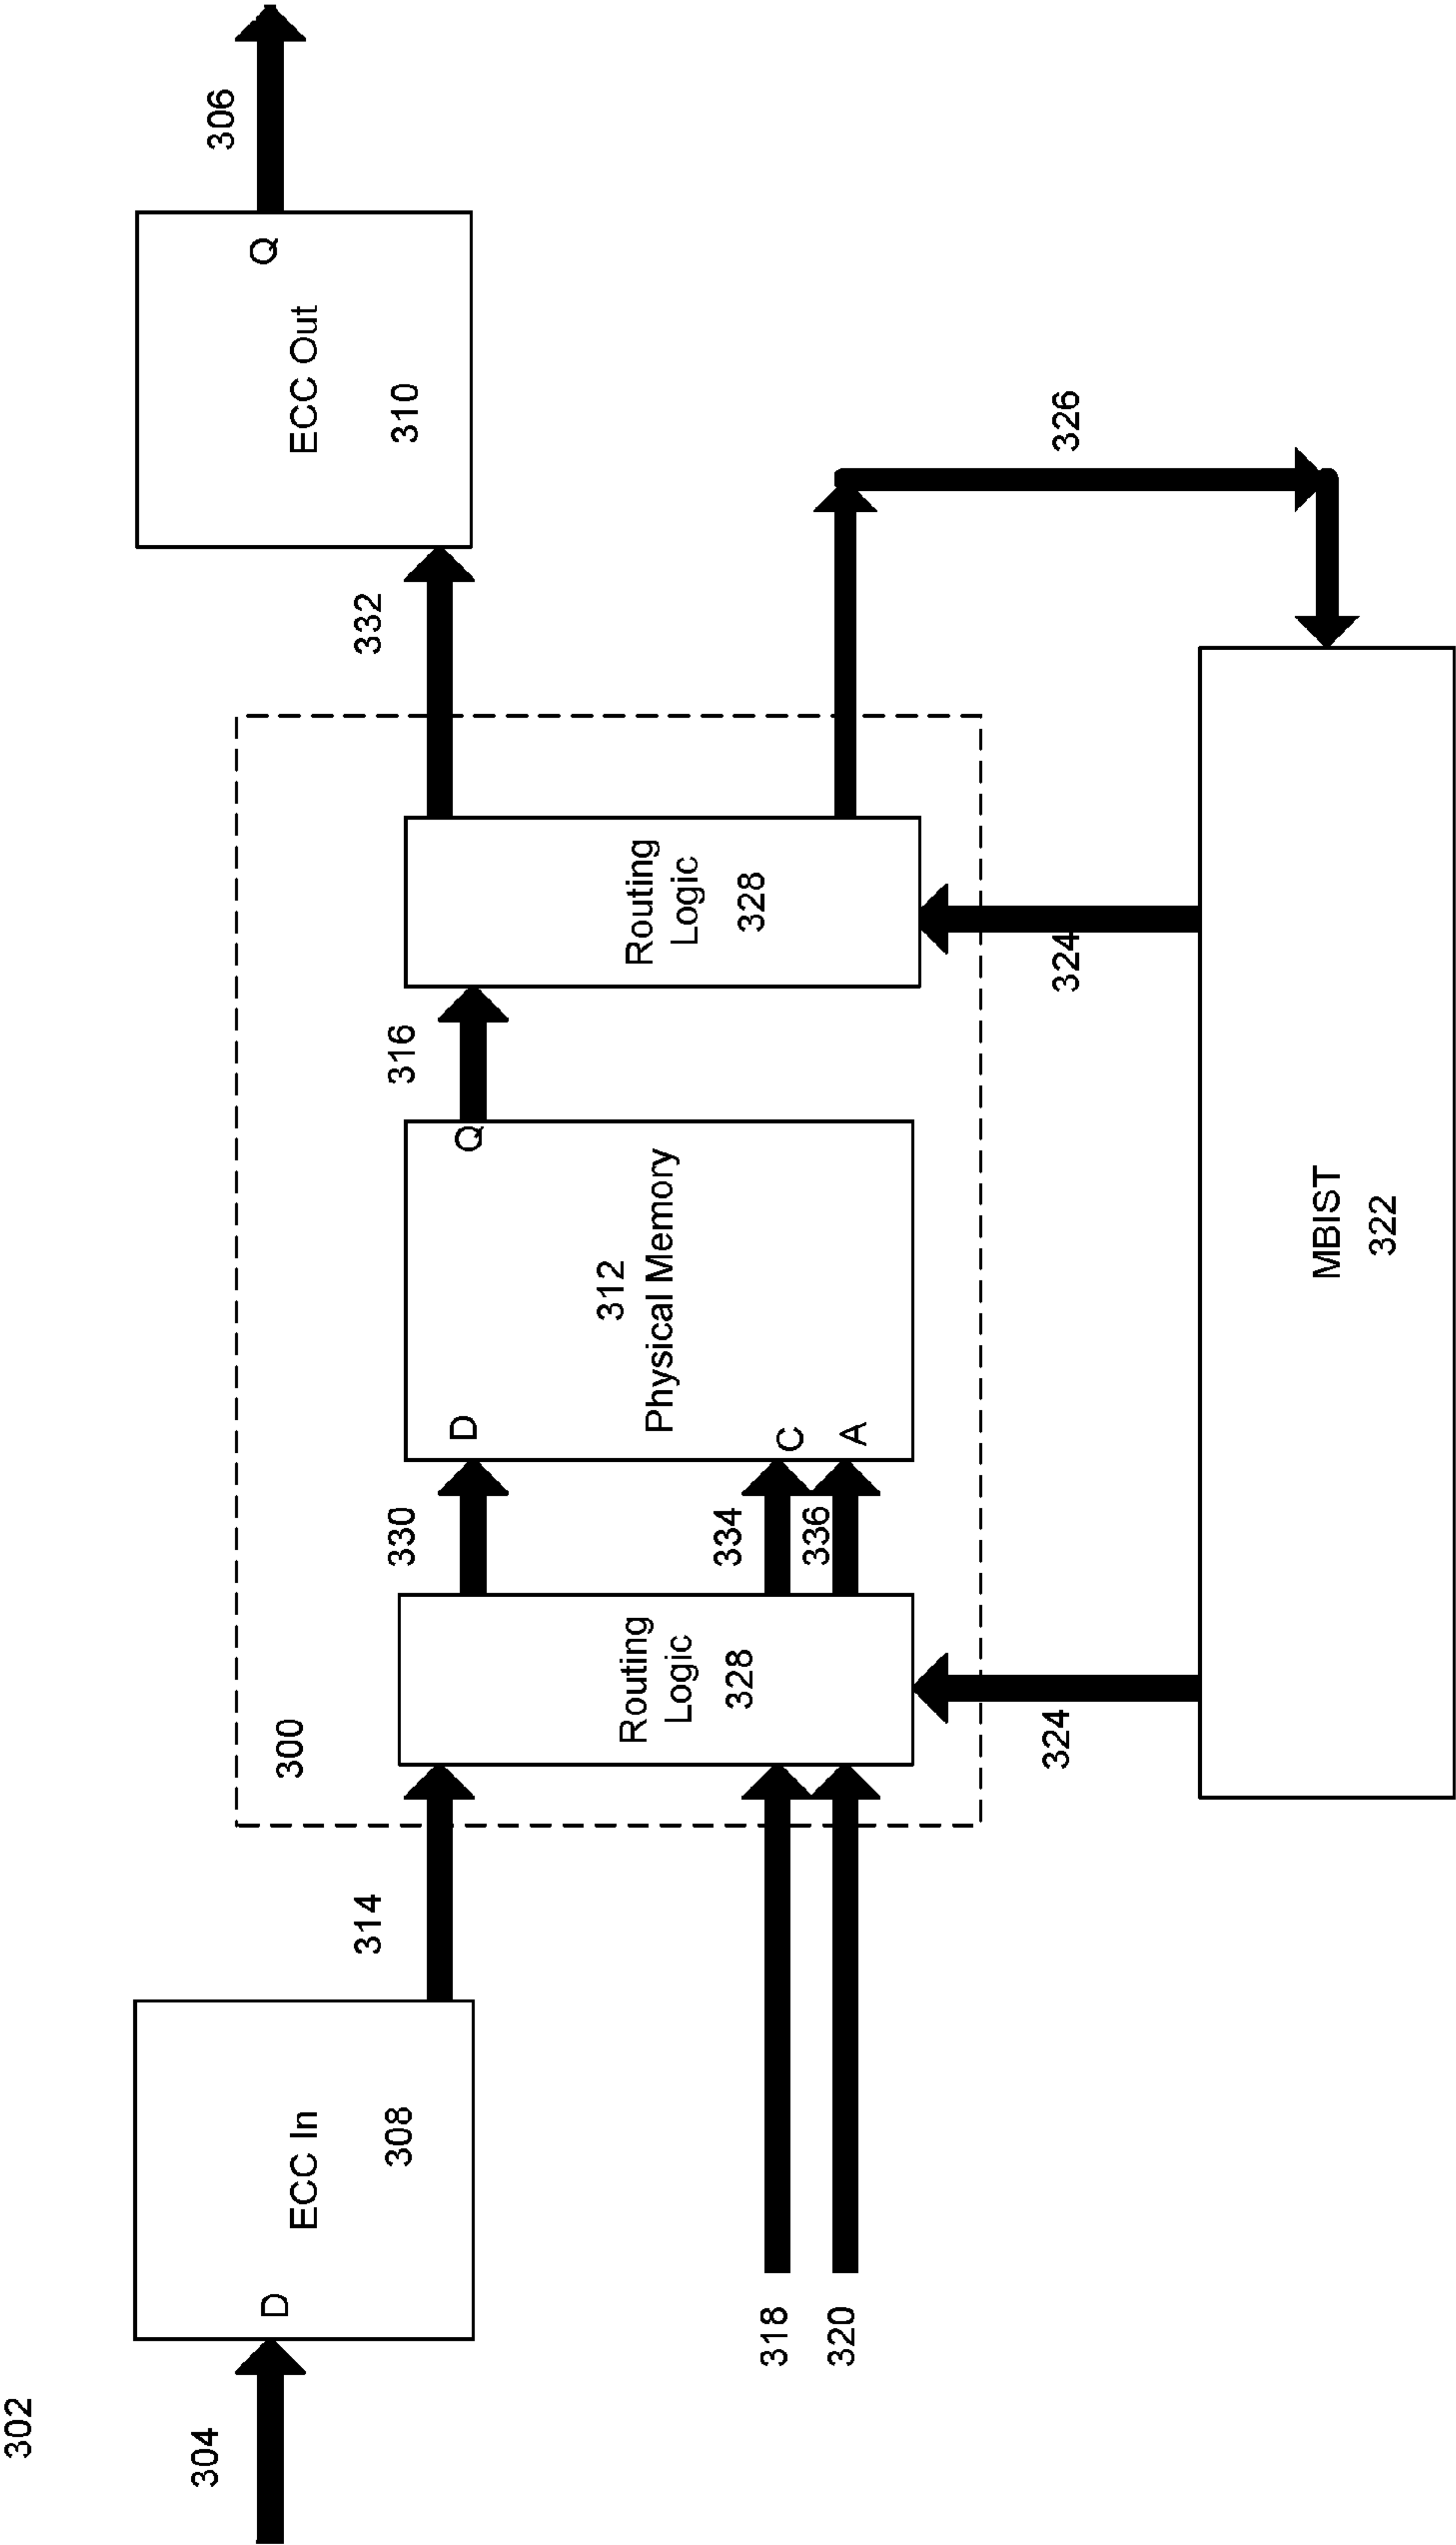 302
304
D
ECC In
308
314
318
320
300
Routing
Logic
328
330
334
336
D
C
A
312
Physical Memory
Q
316
Routing
Logic
328
332
ECC Out
310
Q
306
324
324
326
MBIST
322